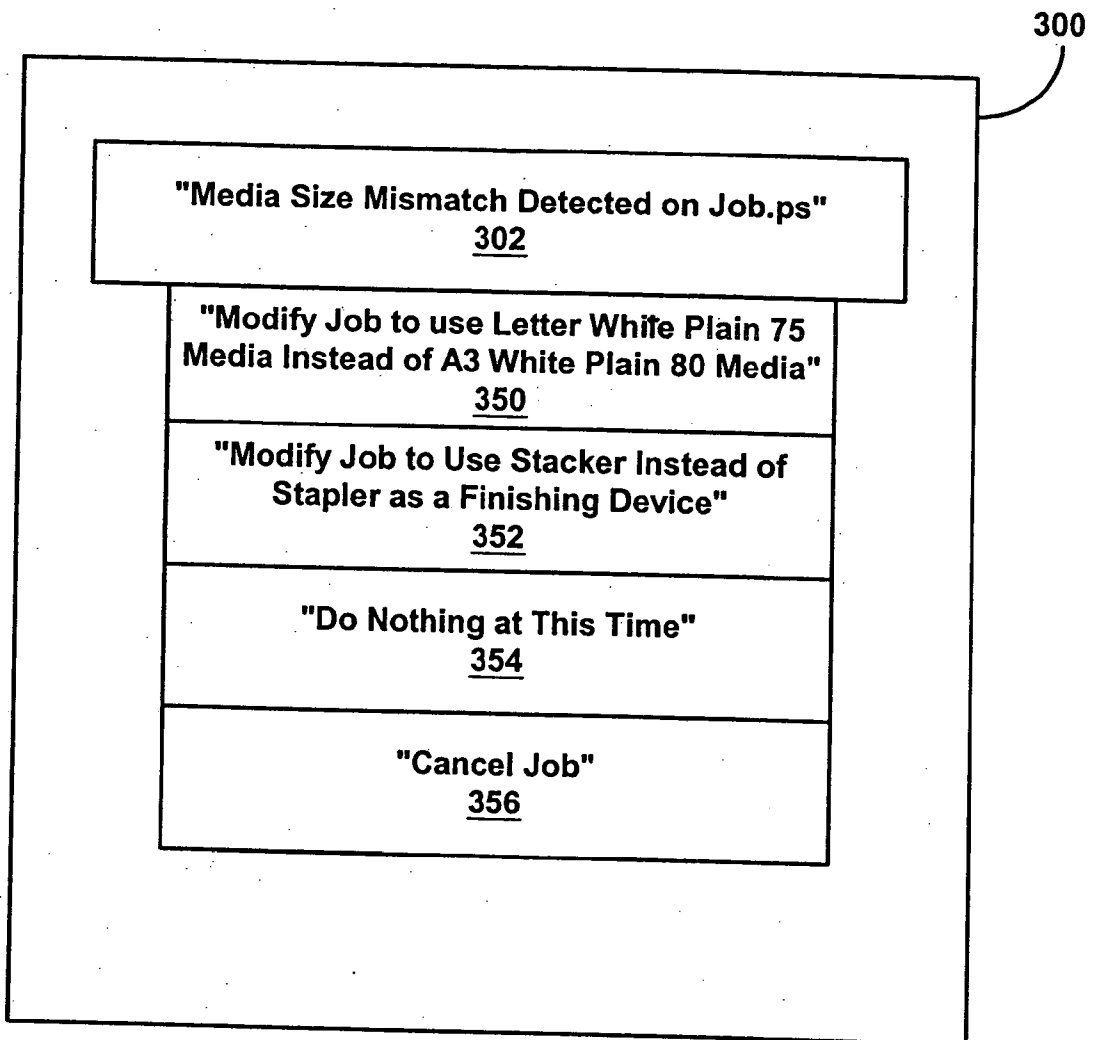 300
"Media Size Mismatch Detected on Job.ps"
302
"Modify Job to use Letter White Plain 75
Media Instead of A3 White Plain 80 Media"
350
"Modify Job to Use Stacker Instead of
Stapler as a Finishing Device"
352
"Do Nothing at This Time"
354
"Cancel Job"
356